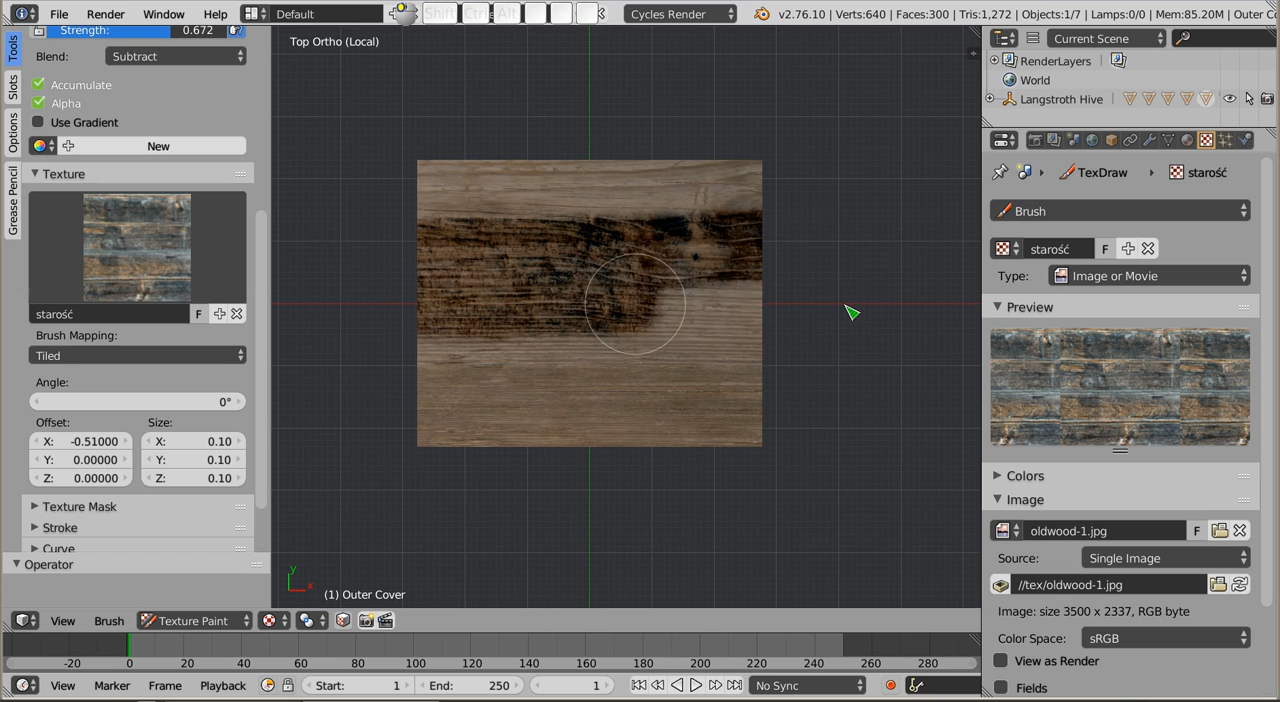 File Render Window Help Default Shift Ctrl Alt Cycles Render v2.76.10 | Verts:640 | Faces:300 | Tris:1,272 | Objects:1/7 | Lamps:0/0 | Mem:85.20M | Outer C
Tools
Slots
Options
Grease Pencil
Strength: 0.672
Blend: Subtract
Accumulate
Alpha
Use Gradient
New
Texture
starość F
Brush Mapping:
Tiled
Angle:
0°
Offset: Size:
X: -0.51000 X: 0.10
Y: 0.00000 Y: 0.10
Z: 0.00000 Z: 0.10
Texture Mask
Stroke
Curve
Operator
Top Ortho (Local)
y
x
(1) Outer Cover
View Brush Texture Paint
-20 0 20 40 60 80 100 120 140 160 180 200 220 240 260 280
View Marker Frame Playback Start: 1 End: 250 1 No Sync
Current Scene
RenderLayers
World
Langstroth Hive
TexDraw starość
Brush
starość F
Type: Image or Movie
Preview
Colors
Image
oldwood-1.jpg F
Source: Single Image
//tex/oldwood-1.jpg
Image: size 3500 x 2337, RGB byte
Color Space: sRGB
View as Render
Fields